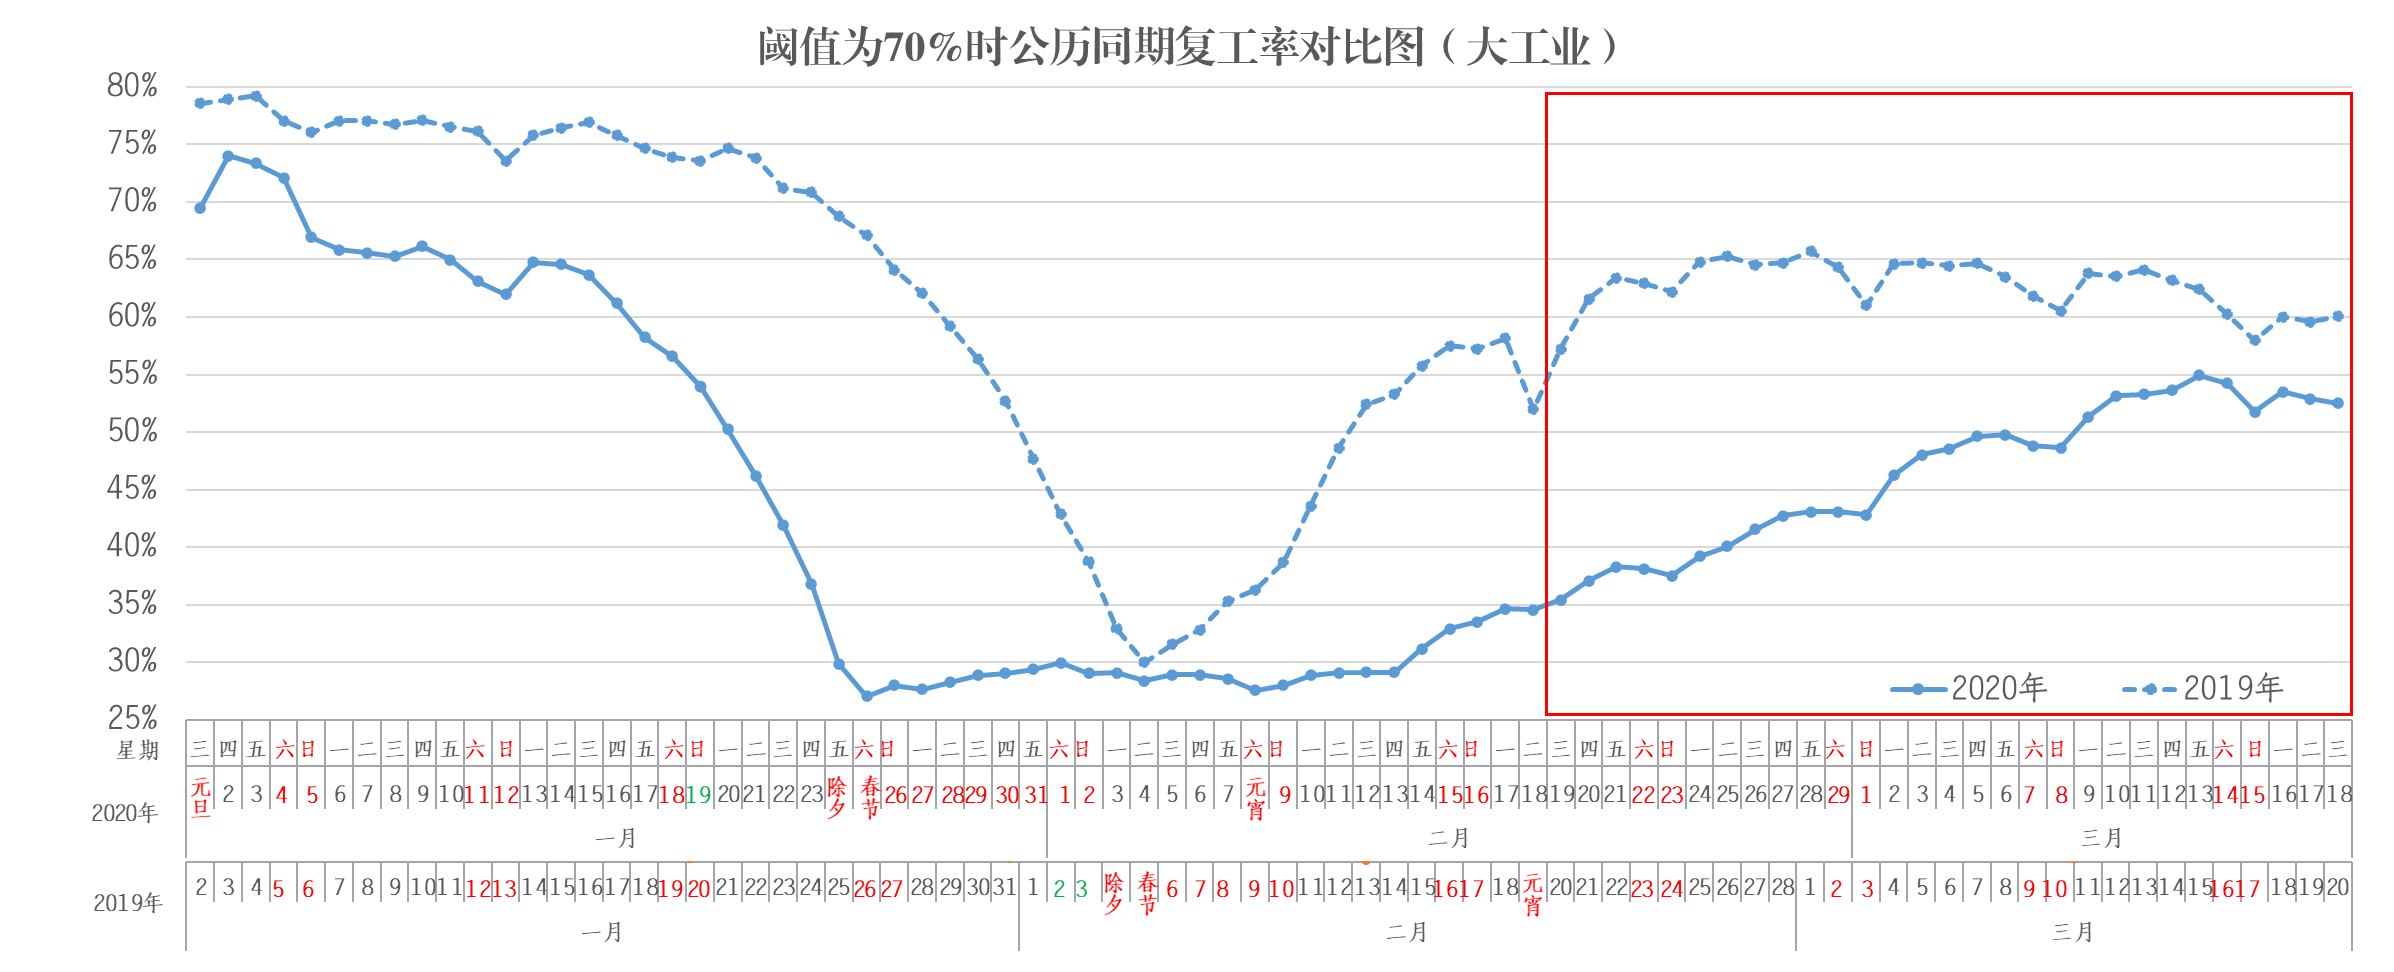 阈值为70%时公历同期复工率对比图（大工业）
80%
75%
70%
65%
60%
55%
50%
45%
40%
35%
30%
25%
2020年 2019年
星期 三 四 五 六 日 一 二 三 四 五 六 日 一 二 三 四 五 六 日 一 二 三 四 五 六 日 一 二 三 四 五 六 日 一 二 三 四 五 六 日 一 二 三 四 五 六 日 一 二 三 四 五 六 日 一 二 三 四 五 六 日 一 二 三 四 五 六 日 一 二 三 四 五 六 日 一 二 三
2020年 元旦 2 3 4 5 6 7 8 9 10 11 12 13 14 15 16 17 18 19 20 21 22 23 除夕 春节 26 27 28 29 30 31 1 2 3 4 5 6 7 元宵 9 10 11 12 13 14 15 16 17 18 19 20 21 22 23 24 25 26 27 28 29 1 2 3 4 5 6 7 8 9 10 11 12 13 14 15 16 17 18
一月 二月 三月
2019年 2 3 4 5 6 7 8 9 10 11 12 13 14 15 16 17 18 19 20 21 22 23 24 25 26 27 28 29 30 31 1 2 3 除夕 春节 6 7 8 9 10 11 12 13 14 15 16 17 18 元宵 20 21 22 23 24 25 26 27 28 1 2 3 4 5 6 7 8 9 10 11 12 13 14 15 16 17 18 19 20
一月 二月 三月